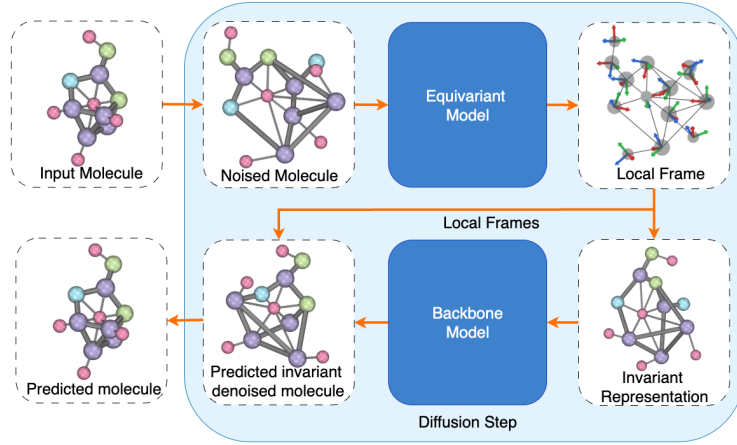 Input Molecule
Noised Molecule
Equivariant
Model
Local Frame
Local Frames
Predicted molecule
Predicted invariant
denoised molecule
Backbone
Model
Invariant
Representation
Diffusion Step